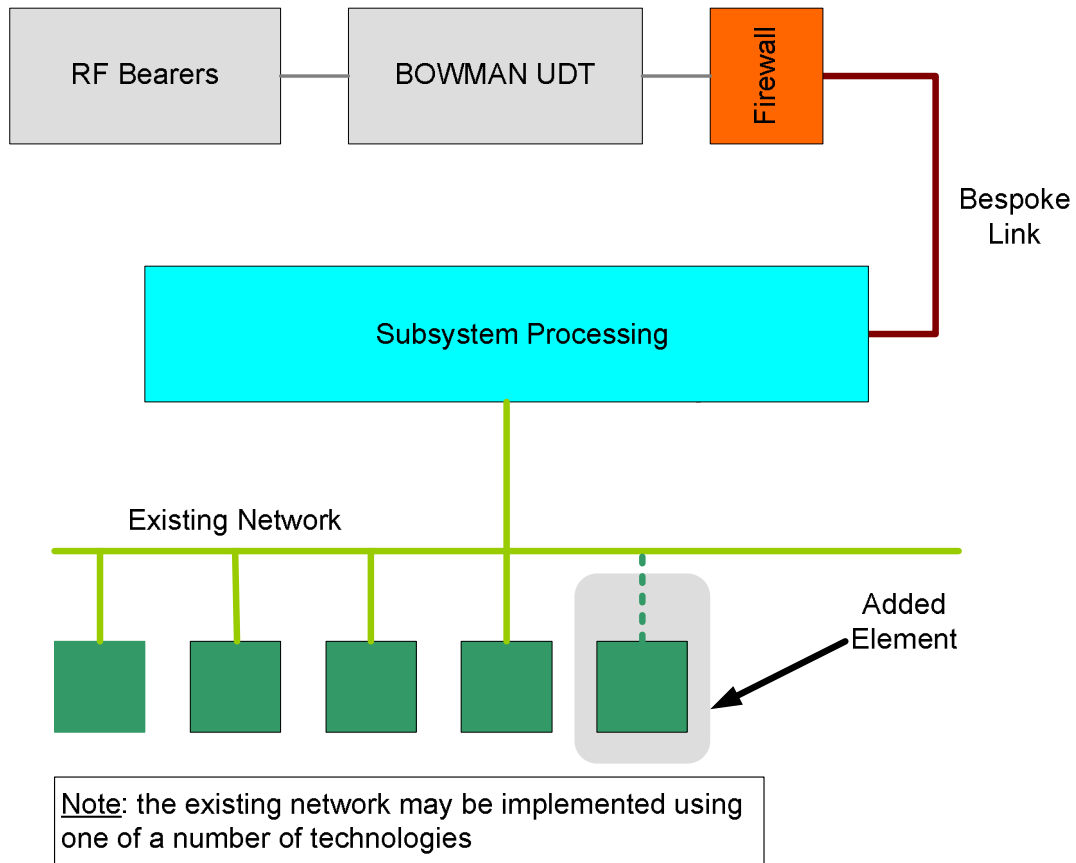 RF Bearers
BOWMAN UDT
Firewall
Bespoke
Link
Subsystem Processing
Existing Network
Added
Element
Note: the existing network may be implemented using
one of a number of technologies